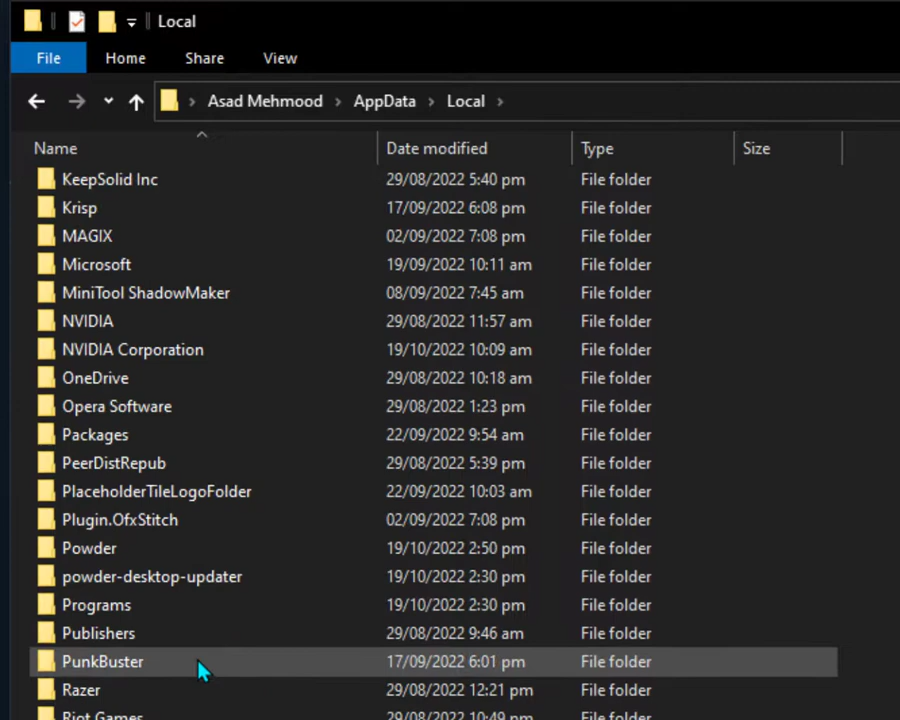 Local
File Home Share View
Asad Mehmood > AppData > Local >
Name Date modified Type Size
KeepSolid Inc 29/08/2022 5:40 pm File folder
Krisp 17/09/2022 6:08 pm File folder
MAGIX 02/09/2022 7:08 pm File folder
Microsoft 19/09/2022 10:11 am File folder
MiniTool ShadowMaker 08/09/2022 7:45 am File folder
NVIDIA 29/08/2022 11:57 am File folder
NVIDIA Corporation 19/10/2022 10:09 am File folder
OneDrive 29/08/2022 10:18 am File folder
Opera Software 29/08/2022 1:23 pm File folder
Packages 22/09/2022 9:54 am File folder
PeerDistRepub 29/08/2022 5:39 pm File folder
PlaceholderTileLogoFolder 22/09/2022 10:03 am File folder
Plugin.OfxStitch 02/09/2022 7:08 pm File folder
Powder 19/10/2022 2:50 pm File folder
powder-desktop-updater 19/10/2022 2:30 pm File folder
Programs 19/10/2022 2:30 pm File folder
Publishers 29/08/2022 9:46 am File folder
PunkBuster 17/09/2022 6:01 pm File folder
Razer 29/08/2022 12:21 pm File folder
Riot Games 29/08/2022 10:49 pm File folder